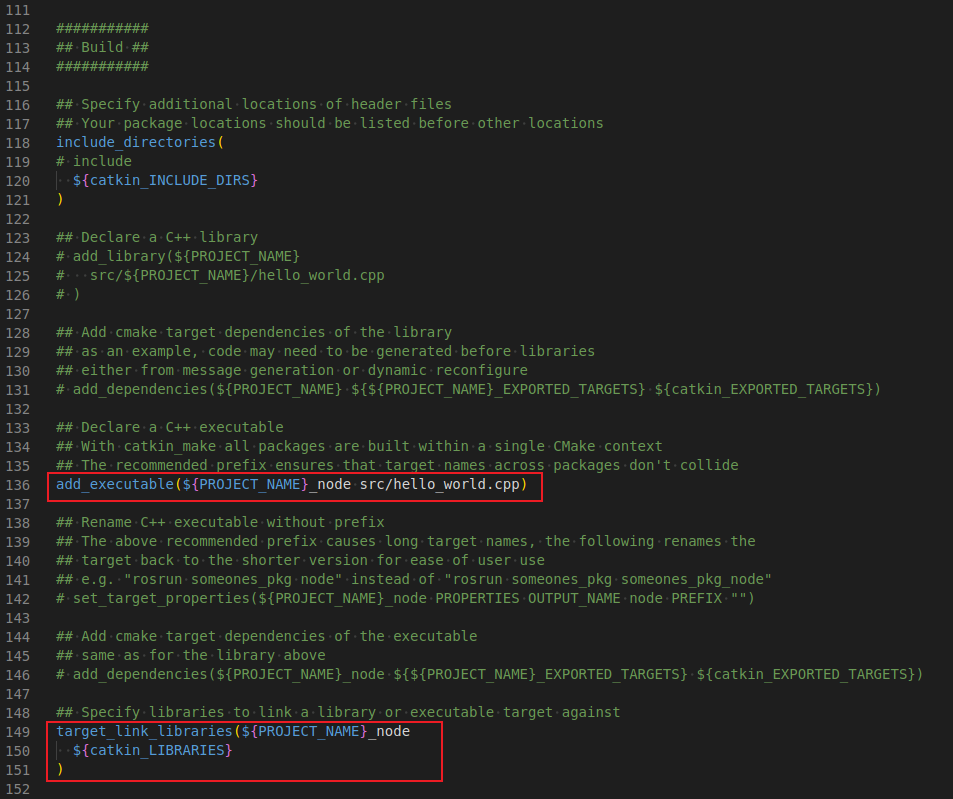 111
112 ###########
113 ## Build ##
114 ###########
115
116 ## Specify additional locations of header files
117 ## Your package locations should be listed before other locations
118 include_directories(
119 # include
120   ${catkin_INCLUDE_DIRS}
121 )
122
123 ## Declare a C++ library
124 # add_library(${PROJECT_NAME}
125 #   src/${PROJECT_NAME}/hello_world.cpp
126 # )
127
128 ## Add cmake target dependencies of the library
129 ## as an example, code may need to be generated before libraries
130 ## either from message generation or dynamic reconfigure
131 # add_dependencies(${PROJECT_NAME} ${${PROJECT_NAME}_EXPORTED_TARGETS} ${catkin_EXPORTED_TARGETS})
132
133 ## Declare a C++ executable
134 ## With catkin_make all packages are built within a single CMake context
135 ## The recommended prefix ensures that target names across packages don't collide
136 add_executable(${PROJECT_NAME}_node src/hello_world.cpp)
137
138 ## Rename C++ executable without prefix
139 ## The above recommended prefix causes long target names, the following renames the
140 ## target back to the shorter version for ease of user use
141 ## e.g. "rosrun someones_pkg node" instead of "rosrun someones_pkg someones_pkg_node"
142 # set_target_properties(${PROJECT_NAME}_node PROPERTIES OUTPUT_NAME node PREFIX "")
143
144 ## Add cmake target dependencies of the executable
145 ## same as for the library above
146 # add_dependencies(${PROJECT_NAME}_node ${${PROJECT_NAME}_EXPORTED_TARGETS} ${catkin_EXPORTED_TARGETS})
147
148 ## Specify libraries to link a library or executable target against
149 target_link_libraries(${PROJECT_NAME}_node
150   ${catkin_LIBRARIES}
151 )
152